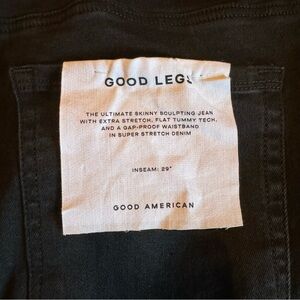 GOOD LEGS
THE ULTIMATE SKINNY SCULPTING JEAN
WITH EXTRA STRETCH, FLAT TUMMY TECH,
AND A GAP-PROOF WAISTBAND
IN SUPER STRETCH DENIM
INSEAM: 29"
GOOD AMERICAN